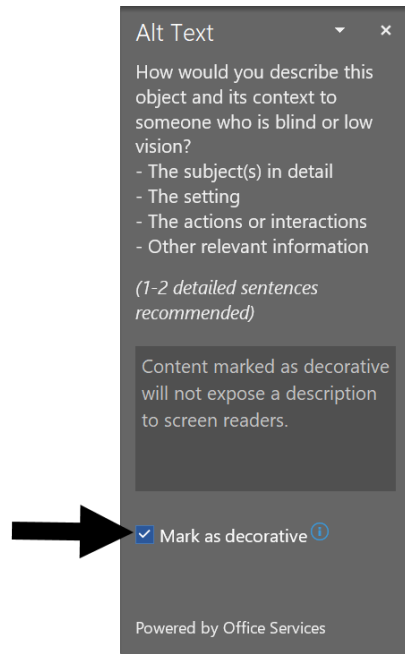 Alt Text
How would you describe this
object and its context to
someone who is blind or low
vision?
- The subject(s) in detail
- The setting
- The actions or interactions
- Other relevant information
(1-2 detailed sentences
recommended)
Content marked as decorative
will not expose a description
to screen readers.
Mark as decorative
Powered by Office Services